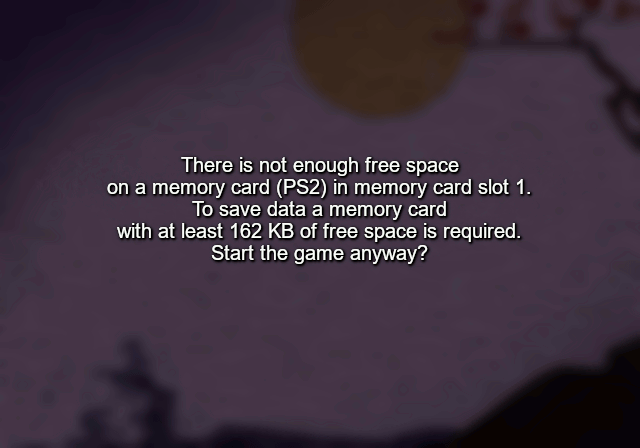 There is not enough free space
on a memory card (PS2) in memory card slot 1.
To save data a memory card
with at least 162 KB of free space is required.
Start the game anyway?